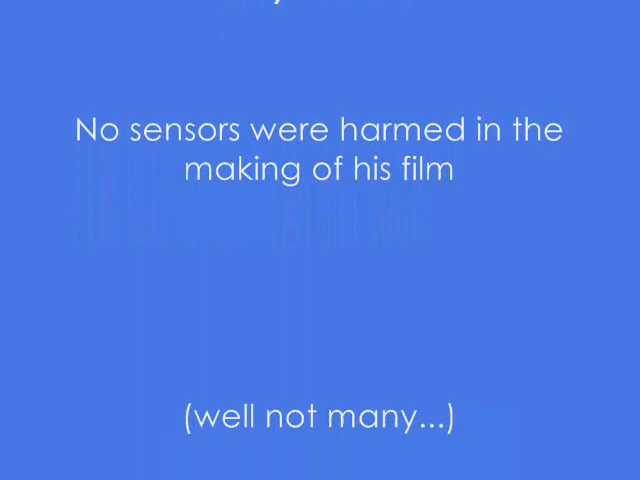 No sensors were harmed in the
making of his film
(well not many...)